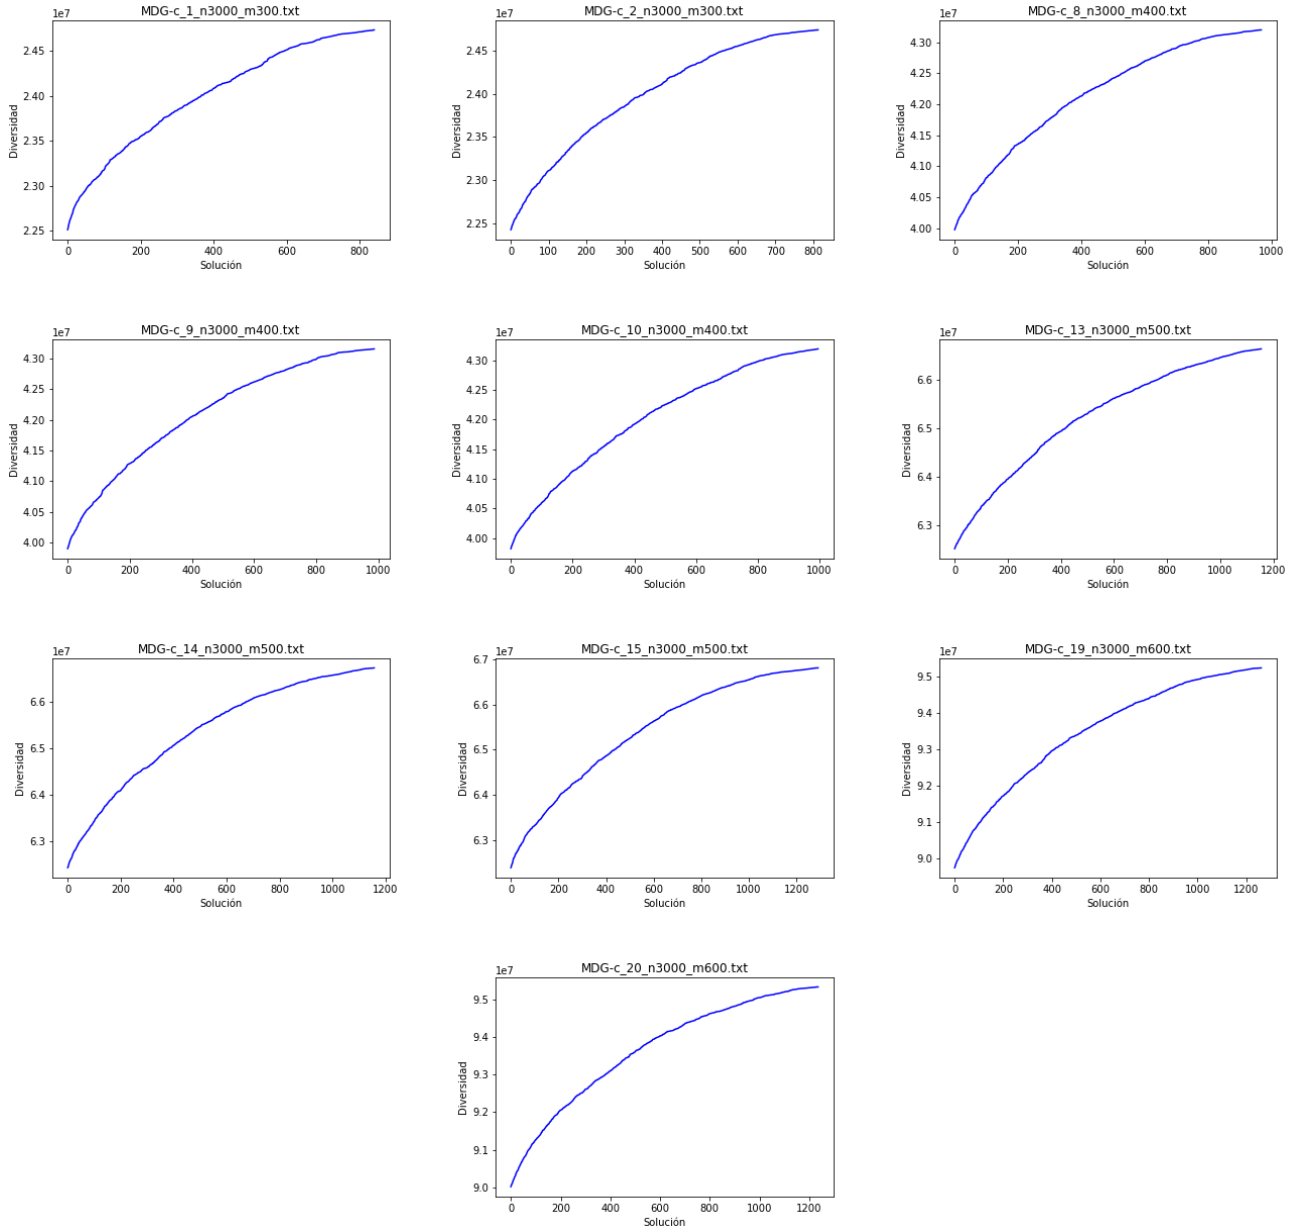 MDG-c_1_n3000_m300.txt
1e7
2.45
2.40
2.35
2.30
2.25
Diversidad
0 200 400 600 800
Solución
MDG-c_2_n3000_m300.txt
1e7
2.45
2.40
2.35
2.30
2.25
Diversidad
0 100 200 300 400 500 600 700 800
Solución
MDG-c_8_n3000_m400.txt
1e7
4.30
4.25
4.20
4.15
4.10
4.05
4.00
Diversidad
0 200 400 600 800 1000
Solución
MDG-c_9_n3000_m400.txt
1e7
4.30
4.25
4.20
4.15
4.10
4.05
4.00
Diversidad
0 200 400 600 800 1000
Solución
MDG-c_10_n3000_m400.txt
1e7
4.30
4.25
4.20
4.15
4.10
4.05
4.00
Diversidad
0 200 400 600 800 1000
Solución
MDG-c_13_n3000_m500.txt
1e7
6.6
6.5
6.4
6.3
Diversidad
0 200 400 600 800 1000 1200
Solución
MDG-c_14_n3000_m500.txt
1e7
6.6
6.5
6.4
6.3
Diversidad
0 200 400 600 800 1000 1200
Solución
MDG-c_15_n3000_m500.txt
1e7
6.7
6.6
6.5
6.4
6.3
Diversidad
0 200 400 600 800 1000 1200
Solución
MDG-c_19_n3000_m600.txt
1e7
9.5
9.4
9.3
9.2
9.1
9.0
Diversidad
0 200 400 600 800 1000 1200
Solución
MDG-c_20_n3000_m600.txt
1e7
9.5
9.4
9.3
9.2
9.1
9.0
Diversidad
0 200 400 600 800 1000 1200
Solución